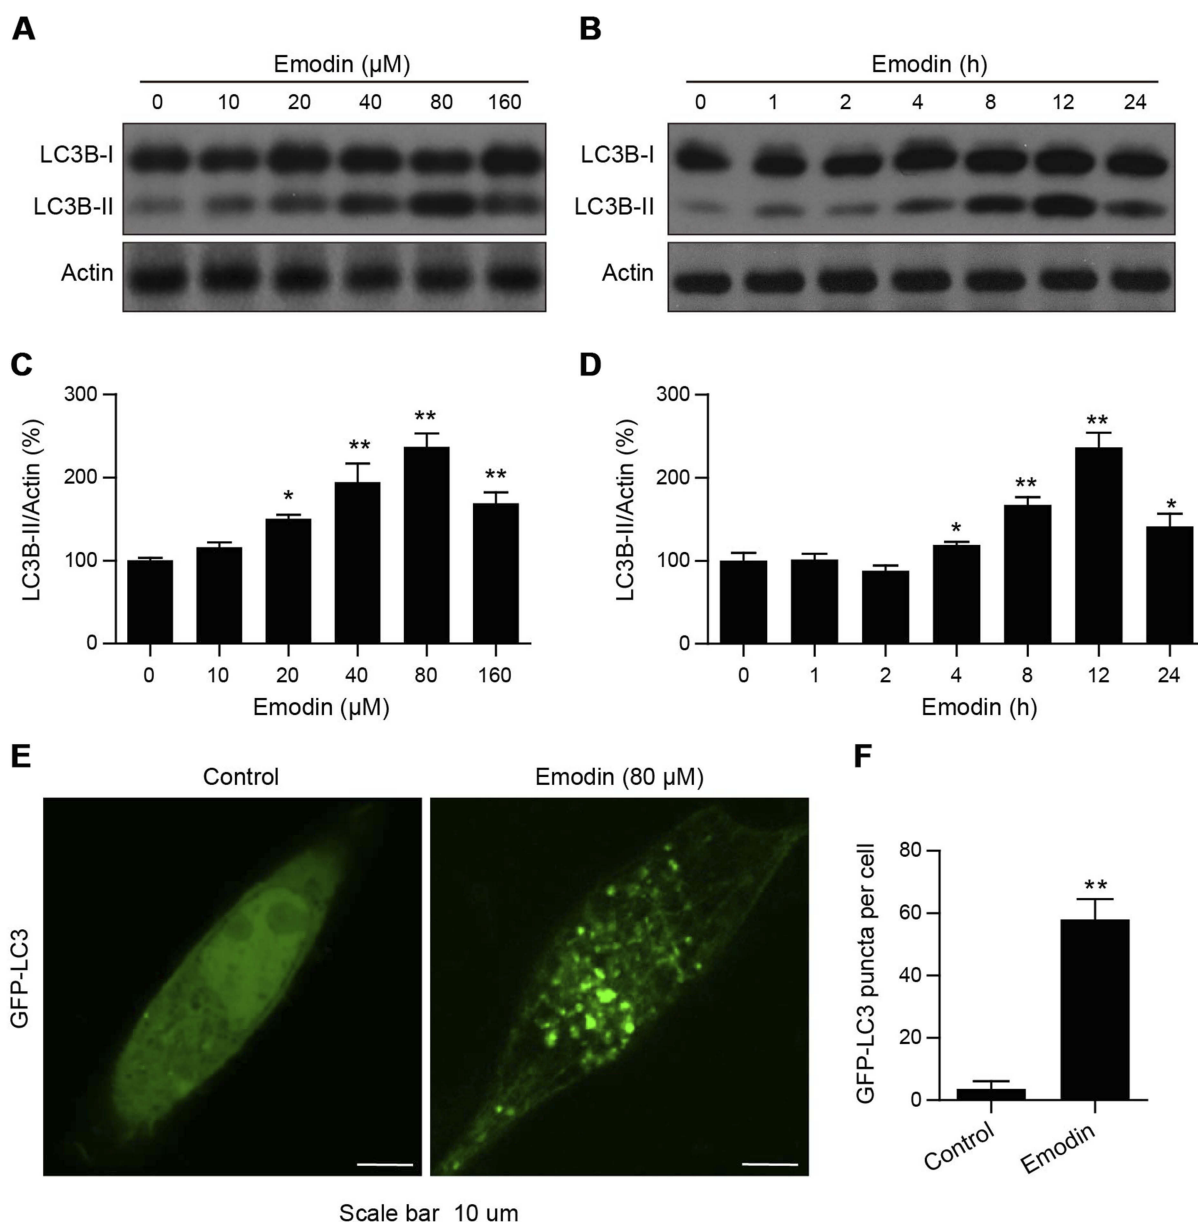 A
Emodin (µM)
0 10 20 40 80 160
LC3B-I
LC3B-II
Actin
B
Emodin (h)
0 1 2 4 8 12 24
LC3B-I
LC3B-II
Actin
C
LC3B-II/Actin (%)
300
200
100
0
*
**
**
**
0 10 20 40 80 160
Emodin (µM)
D
LC3B-II/Actin (%)
300
200
100
0
*
**
**
*
0 1 2 4 8 12 24
Emodin (h)
E
Control
Emodin (80 µM)
GFP-LC3
Scale bar 10 um
F
GFP-LC3 puncta per cell
80
60
40
20
0
**
Control
Emodin